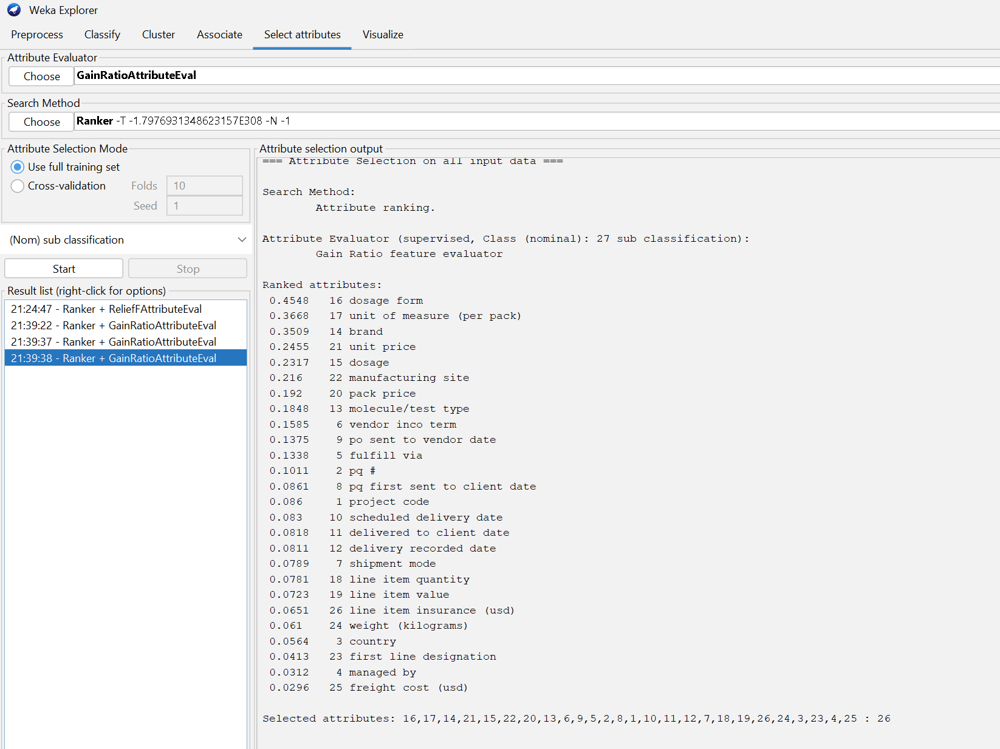 Weka Explorer
Preprocess Classify Cluster Associate Select attributes Visualize
Attribute Evaluator
Choose GainRatioAttributeEval
Search Method
Choose Ranker -T -1.7976931348623157E308 -N -1
Attribute Selection Mode
Use full training set
Cross-validation Folds 10
Seed 1
(Nom) sub classification
Start Stop
Result list (right-click for options)
21:24:47 - Ranker + ReliefFAttributeEval
21:39:22 - Ranker + GainRatioAttributeEval
21:39:37 - Ranker + GainRatioAttributeEval
21:39:38 - Ranker + GainRatioAttributeEval
Attribute selection output
=== Attribute Selection on all input data ===
Search Method:
Attribute ranking.
Attribute Evaluator (supervised, Class (nominal): 27 sub classification):
Gain Ratio feature evaluator
Ranked attributes:
0.4548 16 dosage form
0.3668 17 unit of measure (per pack)
0.3509 14 brand
0.2455 21 unit price
0.2317 15 dosage
0.216 22 manufacturing site
0.192 20 pack price
0.1848 13 molecule/test type
0.1585 6 vendor inco term
0.1375 9 po sent to vendor date
0.1338 5 fulfill via
0.1011 2 pq #
0.0861 8 pq first sent to client date
0.086 1 project code
0.083 10 scheduled delivery date
0.0818 11 delivered to client date
0.0811 12 delivery recorded date
0.0789 7 shipment mode
0.0781 18 line item quantity
0.0723 19 line item value
0.0651 26 line item insurance (usd)
0.061 24 weight (kilograms)
0.0564 3 country
0.0413 23 first line designation
0.0312 4 managed by
0.0296 25 freight cost (usd)
Selected attributes: 16,17,14,21,15,22,20,13,6,9,5,2,8,1,10,11,12,7,18,19,26,24,3,23,4,25 : 26